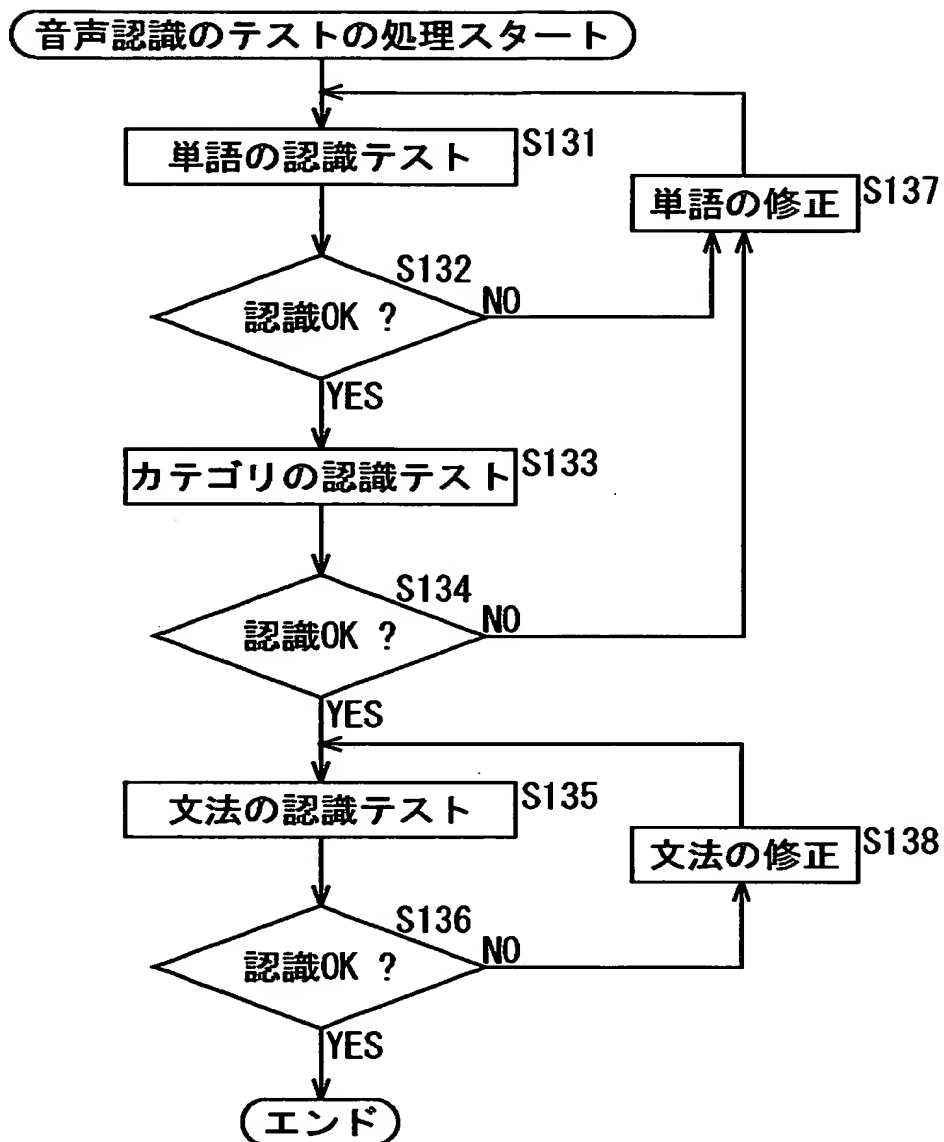 音声認識のテストの処理スタート
単語の認識テスト
S131
単語の修正
S137
S132
認識OK ?
NO
YES
カテゴリの認識テスト
S133
S134
認識OK ?
NO
YES
文法の認識テスト
S135
文法の修正
S138
S136
認識OK ?
NO
YES
エンド